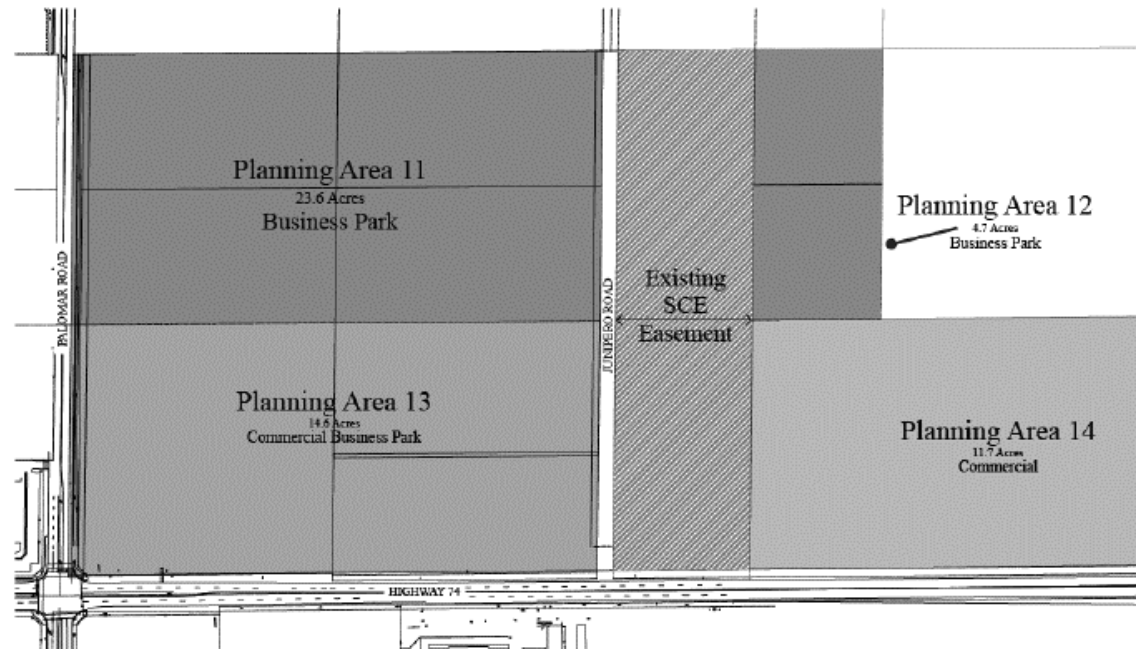 Planning Area 11
23.6 Acres
Business Park
Planning Area 12
4.7 Acres
Business Park
PALOMAR ROAD
JUNIPERO ROAD
Existing
SCE
Easement
Planning Area 13
14.6 Acres
Commercial Business Park
Planning Area 14
11.7 Acres
Commercial
HIGHWAY 74